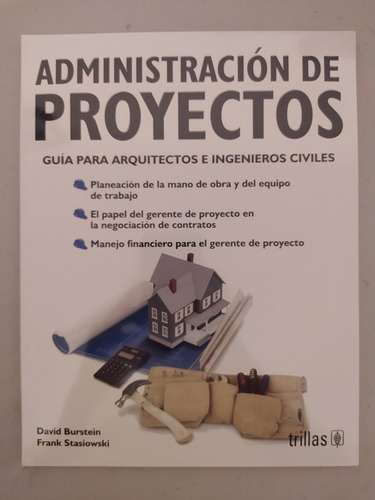 ADMINISTRACIÓN DE
PROYECTOS
GUÍA PARA ARQUITECTOS E INGENIEROS CIVILES
Planeación de la mano de obra y del equipo
de trabajo
El papel del gerente de proyecto en
la negociación de contratos
Manejo financiero para el gerente de proyecto
David Burstein
Frank Stasiowski
trillas